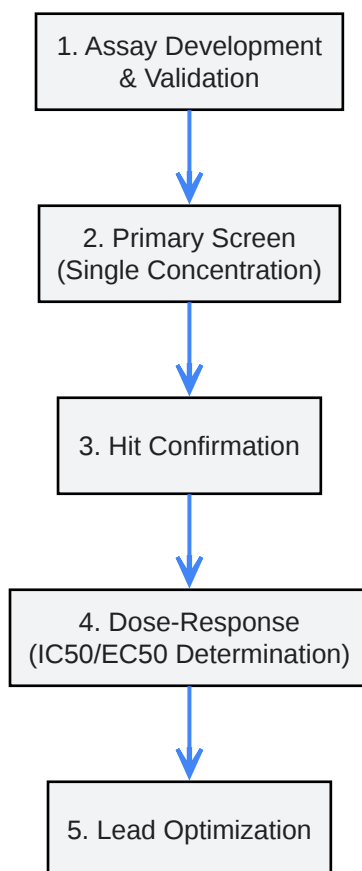 1. Assay Development
& Validation
2. Primary Screen
(Single Concentration)
3. Hit Confirmation
4. Dose-Response
(IC50/EC50 Determination)
5. Lead Optimization